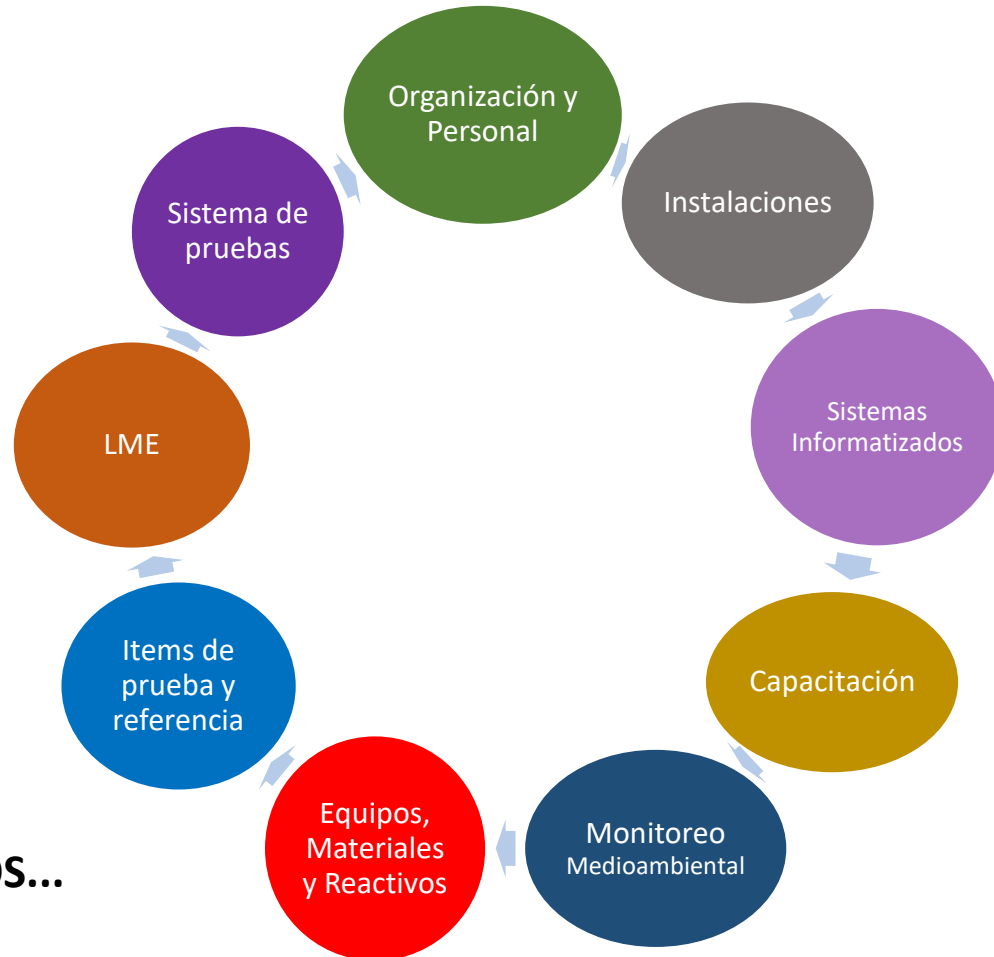 Organización y
Personal
Instalaciones
Sistemas
Informatizados
Capacitación
Monitoreo
Medioambiental
Equipos,
Materiales
y Reactivos
Items de
prueba y
referencia
LME
Sistema de
pruebas